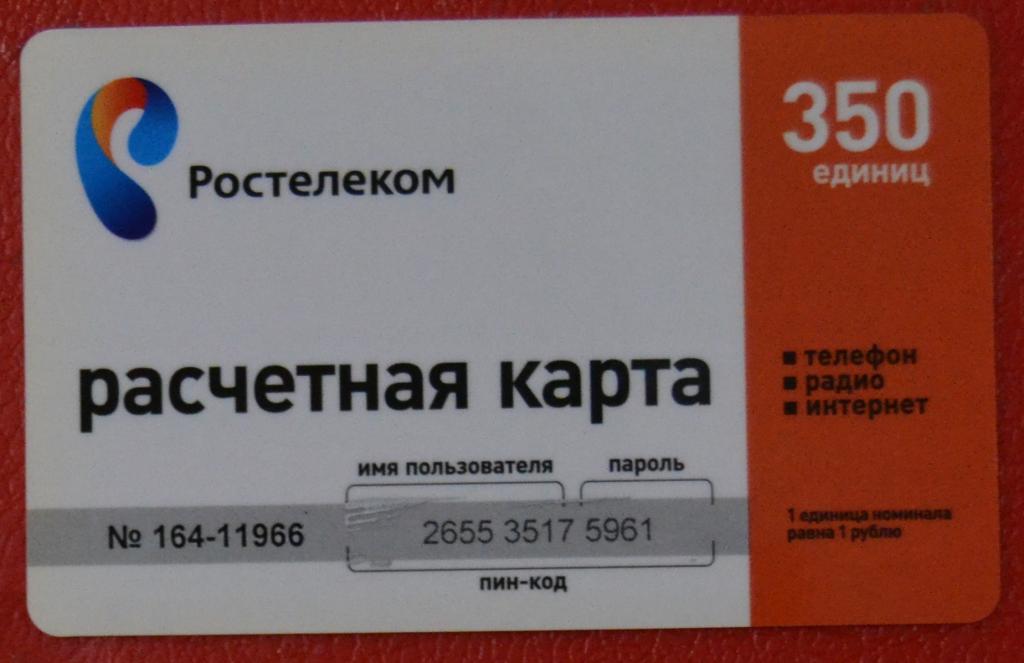 350
единиц
Ростелеком
расчетная карта
■ телефон
■ радио
■ интернет
имя пользователя пароль
№ 164-11966 2655 3517 5961
пин-код
1 единица номинала
равна 1 рублю